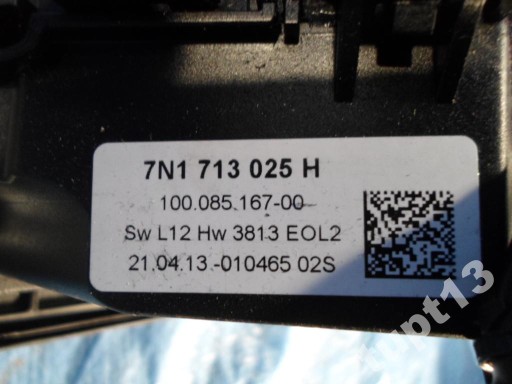 7N1 713 025 H
100.085.167-00
Sw L12 Hw 3813 EOL2
21.04.13-010465 02S